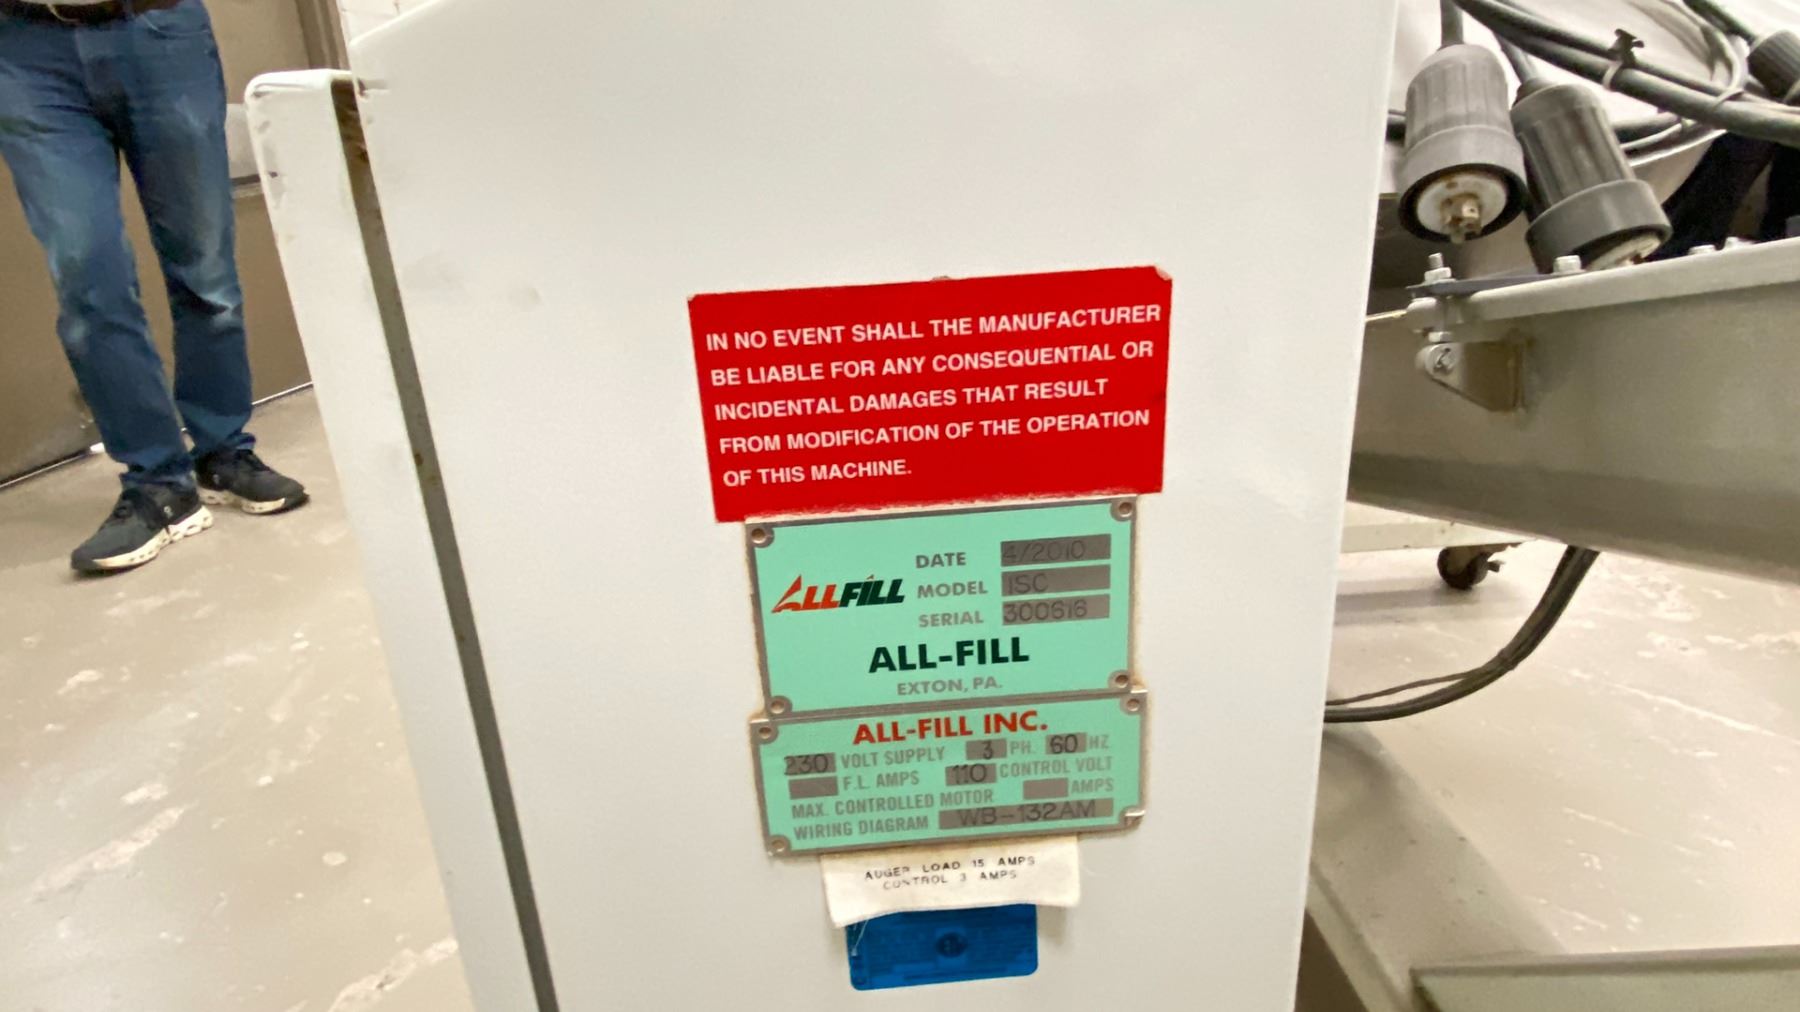 IN NO EVENT SHALL THE MANUFACTURER
BE LIABLE FOR ANY CONSEQUENTIAL OR
INCIDENTAL DAMAGES THAT RESULT
FROM MODIFICATION OF THE OPERATION
OF THIS MACHINE.
ALLFILL
DATE 4/2010
MODEL ISC
SERIAL 300616
ALL-FILL
EXTON, PA.
ALL-FILL INC.
230 VOLT SUPPLY 3 PH. 60 HZ
F.L. AMPS 110 CONTROL VOLT
MAX. CONTROLLED MOTOR AMPS
WIRING DIAGRAM WB-132AM
AUGER LOAD 15 AMPS
CONTROL 3 AMPS